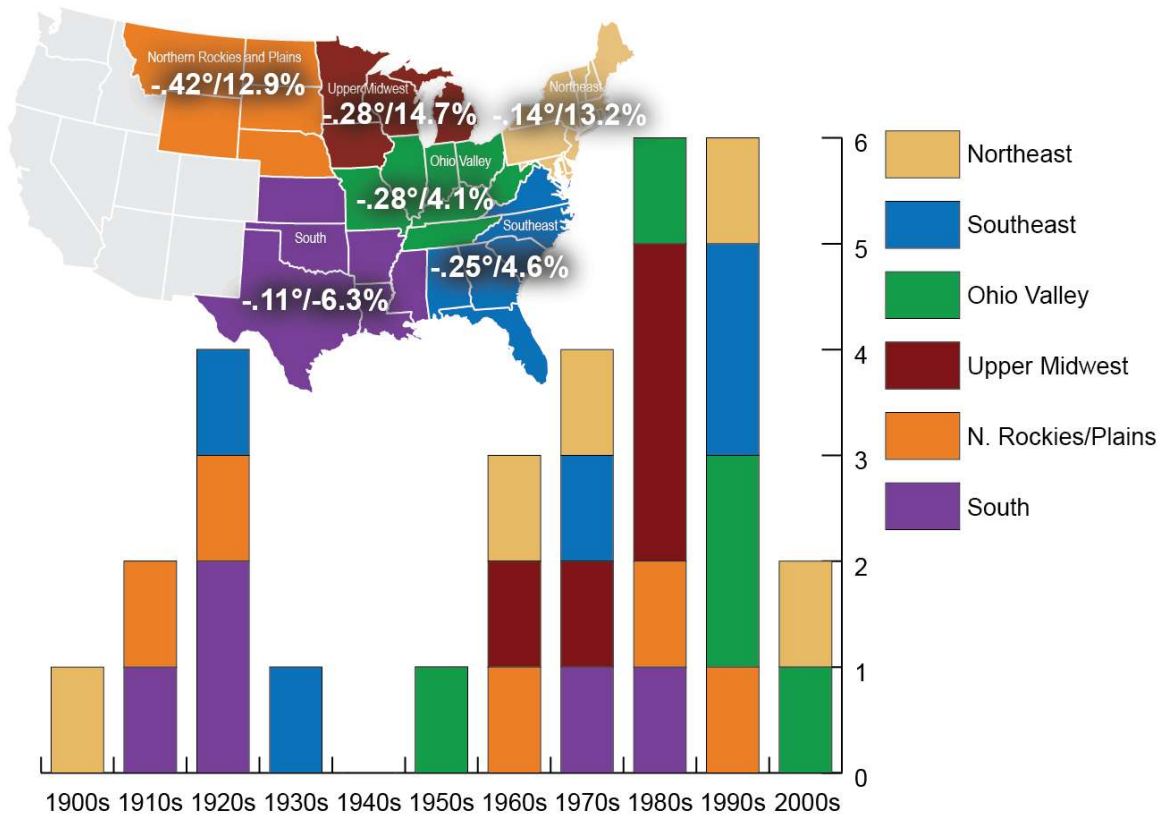 Northern Rockies and Plains
-.42°/12.9%
Upper Midwest
-.28°/14.7%
Northeast
-.14°/13.2%
Ohio Valley
-.28°/4.1%
Southeast
-.25°/4.6%
South
-.11°/-6.3%
6
5
4
3
2
1
0
Northeast
Southeast
Ohio Valley
Upper Midwest
N. Rockies/Plains
South
1900s 1910s 1920s 1930s 1940s 1950s 1960s 1970s 1980s 1990s 2000s